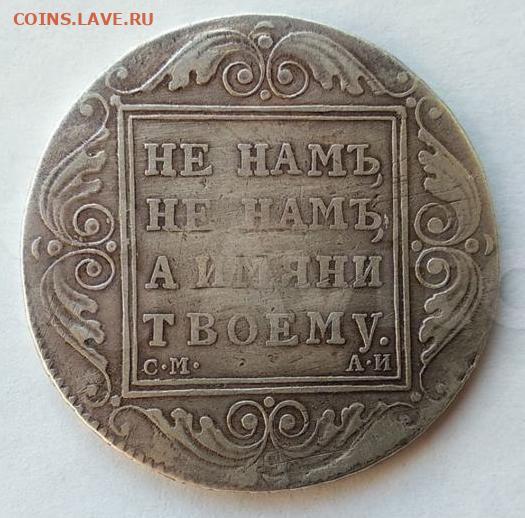 COINS.LAVE.RU
НЕ НАМЪ,
НЕ НАМЪ,
А ИМЯНИ
ТВОЕМУ.
С·М· А·И